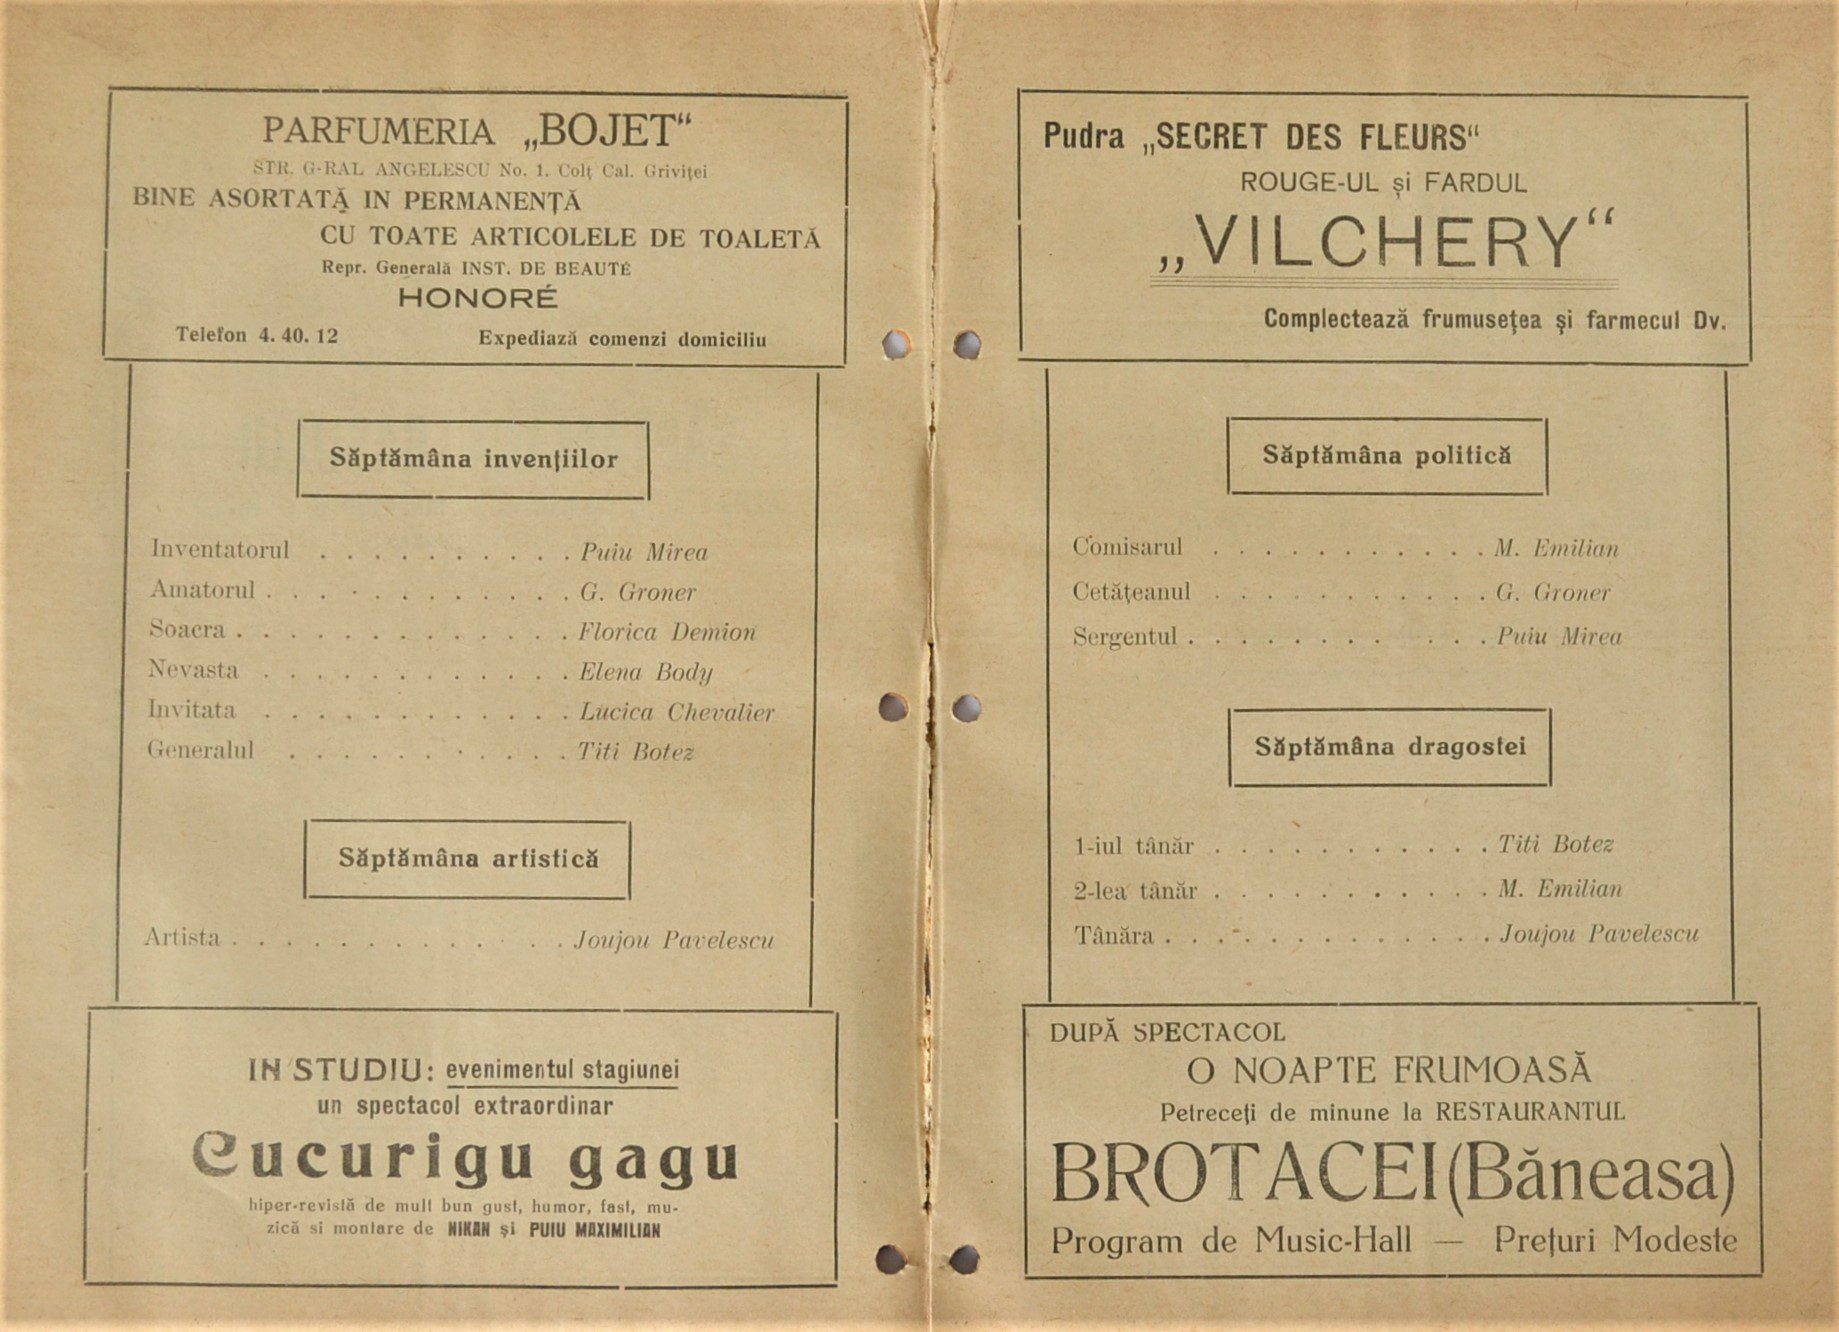 PARFUMERIA „BOJET“
STR. G-RAL ANGELESCU No. 1. Colț Cal. Griviței
BINE ASORTATĂ IN PERMANENȚĂ
CU TOATE ARTICOLELE DE TOALETĂ
Repr. Generală INST. DE BEAUTÉ
HONORÉ
Telefon 4. 40. 12 Expediază comenzi domiciliu
Săptămâna invențiilor
Inventatorul . . . . . . . . . . Puiu Mirea
Amatorul . . . . . . . . . . . . G. Groner
Soacra . . . . . . . . . . . . . Florica Demion
Nevasta . . . . . . . . . . . . Elena Body
Invitata . . . . . . . . . . . . Lucica Chevalier
Generalul . . . . . . . . . . . Titi Botez
Săptămâna artistică
Artista . . . . . . . . . . . . . Joujou Pavelescu
IN STUDIU: evenimentul stagiunei
un spectacol extraordinar
Cucurigu gagu
hiper-revistă de mult bun gust, humor, fast, mu-
zică si montare de NIKAN și PUIU MAXIMILIAN
Pudra „SECRET DES FLEURS“
ROUGE-UL și FARDUL
„VILCHERY“
Complectează frumusețea și farmecul Dv.
Săptămâna politică
Comisarul . . . . . . . . . . . M. Emilian
Cetățeanul . . . . . . . . . . . G. Groner
Sergentul . . . . . . . . . . . Puiu Mirea
Săptămâna dragostei
1-iul tânăr . . . . . . . . . . . Titi Botez
2-lea tânăr . . . . . . . . . . . M. Emilian
Tânăra . . . . . . . . . . . . . Joujou Pavelescu
DUPĂ SPECTACOL
O NOAPTE FRUMOASĂ
Petreceți de minune la RESTAURANTUL
BROTACEI (Băneasa)
Program de Music-Hall — Prețuri Modeste